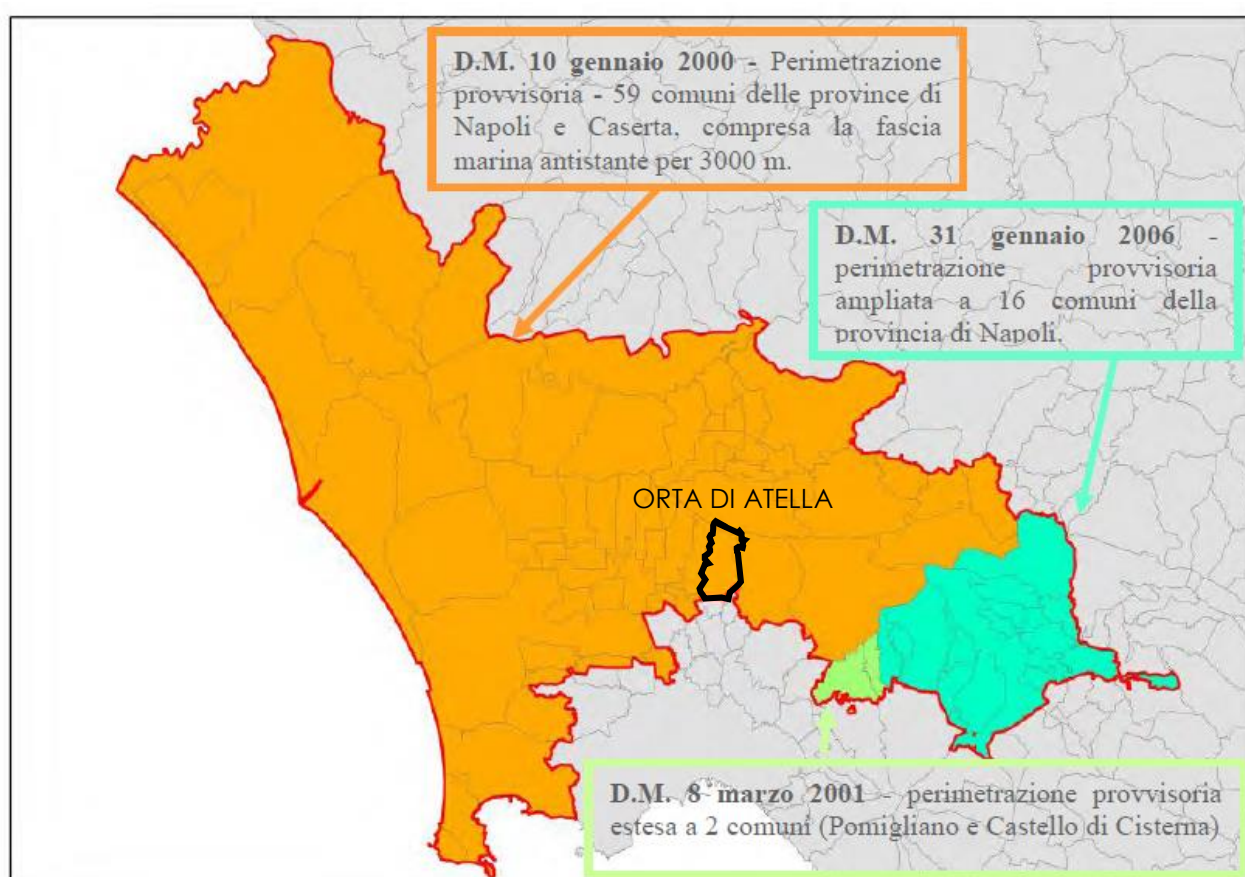 D.M. 10 gennaio 2000 - Perimetrazione
provvisoria - 59 comuni delle province di
Napoli e Caserta, compresa la fascia
marina antistante per 3000 m.
D.M. 31 gennaio 2006 -
perimetrazione provvisoria
ampliata a 16 comuni della
provincia di Napoli.
ORTA DI ATELLA
D.M. 8 marzo 2001 - perimetrazione provvisoria
estesa a 2 comuni (Pomigliano e Castello di Cisterna)